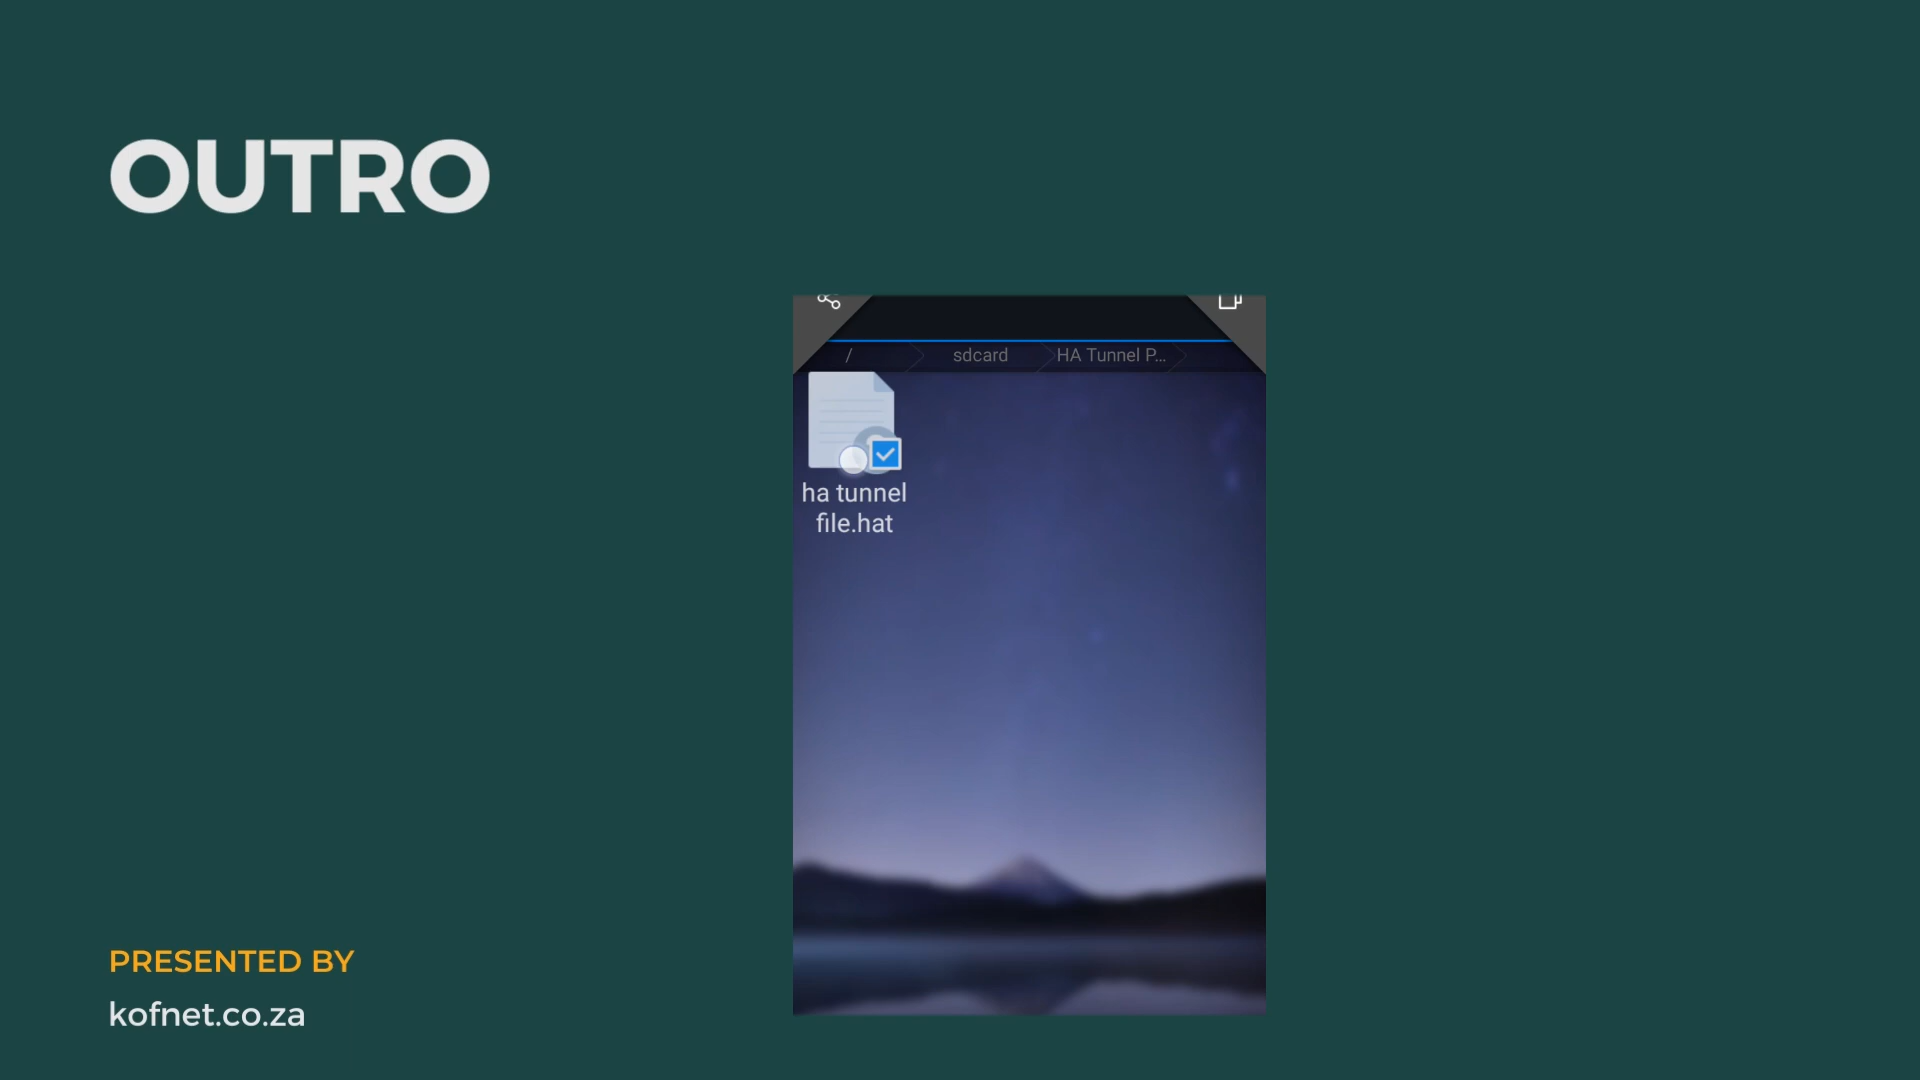 OUTRO
/ sdcard HA Tunnel P...
ha tunnel
file.hat
PRESENTED BY
kofnet.co.za